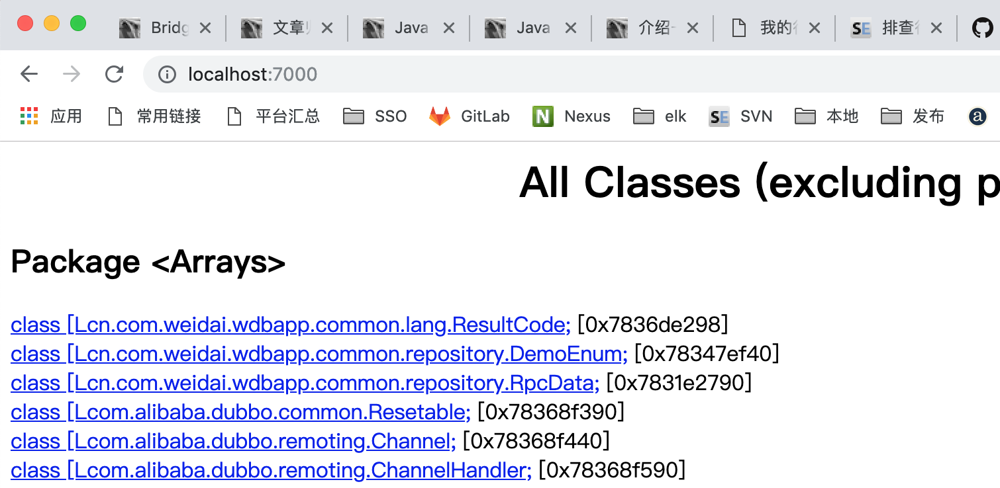 Bridg 文章 Java Java 介绍- 我的 排查
localhost:7000
应用 常用链接 平台汇总 SSO GitLab Nexus elk SVN 本地 发布
All Classes (excluding p
Package <Arrays>
class [Lcn.com.weidai.wdbapp.common.lang.ResultCode; [0x7836de298]
class [Lcn.com.weidai.wdbapp.common.repository.DemoEnum; [0x78347ef40]
class [Lcn.com.weidai.wdbapp.common.repository.RpcData; [0x7831e2790]
class [Lcom.alibaba.dubbo.common.Resetable; [0x78368f390]
class [Lcom.alibaba.dubbo.remoting.Channel; [0x78368f440]
class [Lcom.alibaba.dubbo.remoting.ChannelHandler; [0x78368f590]